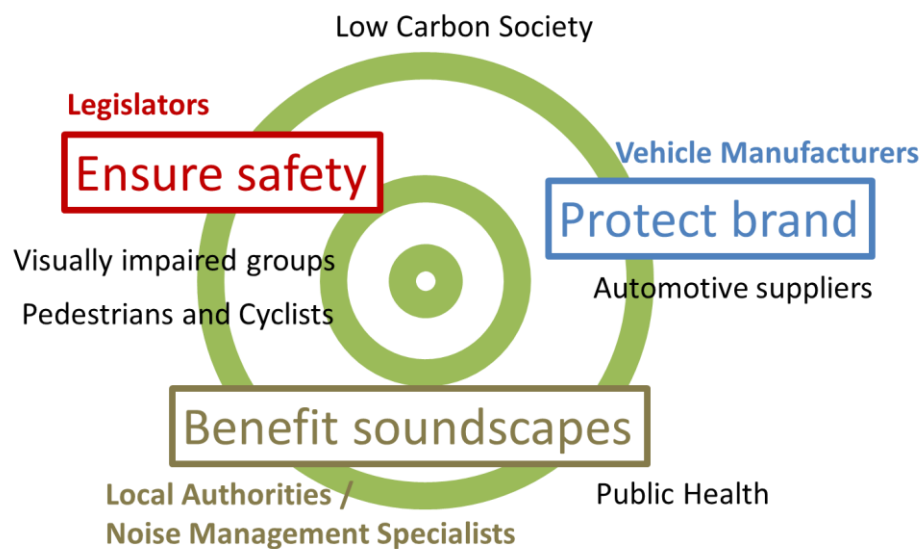 Low Carbon Society
Legislators
Ensure safety
Vehicle Manufacturers
Protect brand
Visually impaired groups
Automotive suppliers
Pedestrians and Cyclists
Benefit soundscapes
Local Authorities /
Noise Management Specialists
Public Health